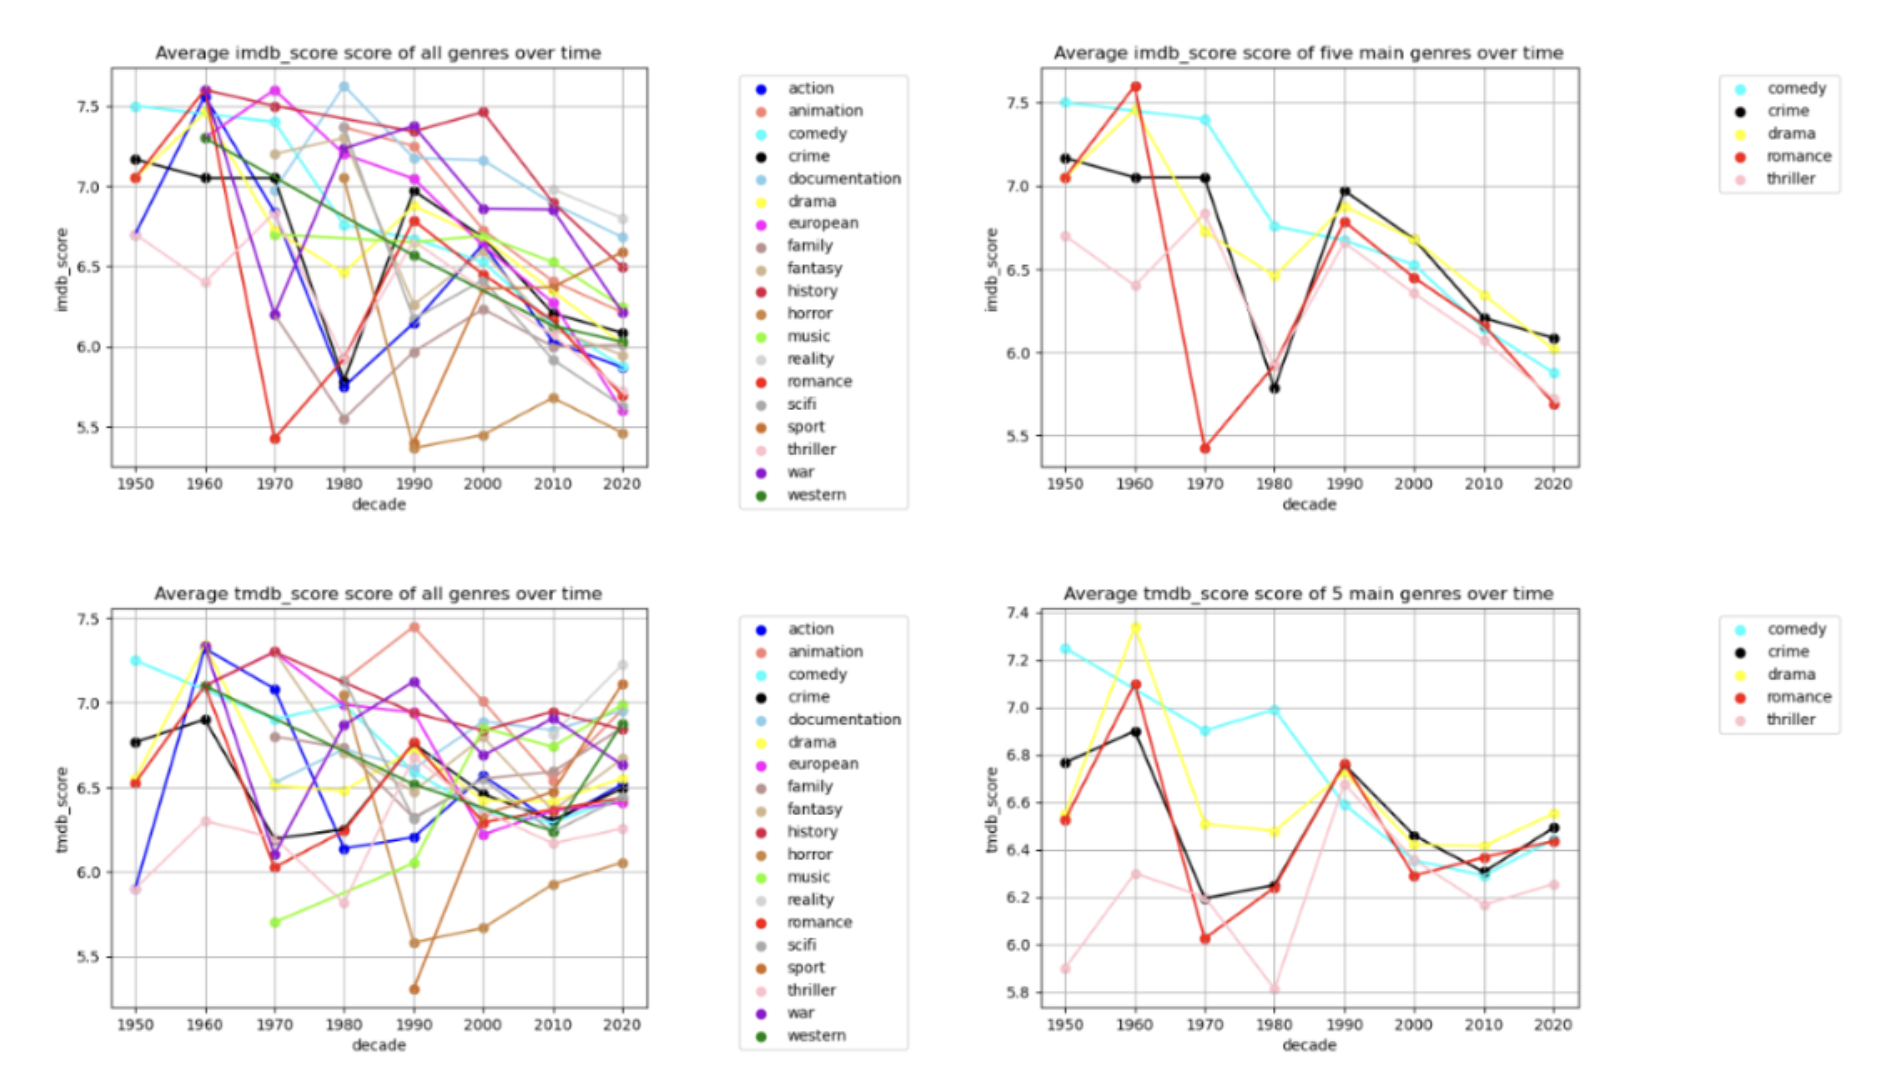 Average imdb_score score of all genres over time
7.5
7.0
6.5
6.0
5.5
imdb_score
1950 1960 1970 1980 1990 2000 2010 2020
decade
action
animation
comedy
crime
documentation
drama
european
family
fantasy
history
horror
music
reality
romance
scifi
sport
thriller
war
western
Average imdb_score score of five main genres over time
7.5
7.0
6.5
6.0
5.5
imdb_score
1950 1960 1970 1980 1990 2000 2010 2020
decade
comedy
crime
drama
romance
thriller
Average tmdb_score score of all genres over time
7.5
7.0
6.5
6.0
5.5
tmdb_score
1950 1960 1970 1980 1990 2000 2010 2020
decade
action
animation
comedy
crime
documentation
drama
european
family
fantasy
history
horror
music
reality
romance
scifi
sport
thriller
war
western
Average tmdb_score score of 5 main genres over time
7.4
7.2
7.0
6.8
6.6
6.4
6.2
6.0
5.8
tmdb_score
1950 1960 1970 1980 1990 2000 2010 2020
decade
comedy
crime
drama
romance
thriller